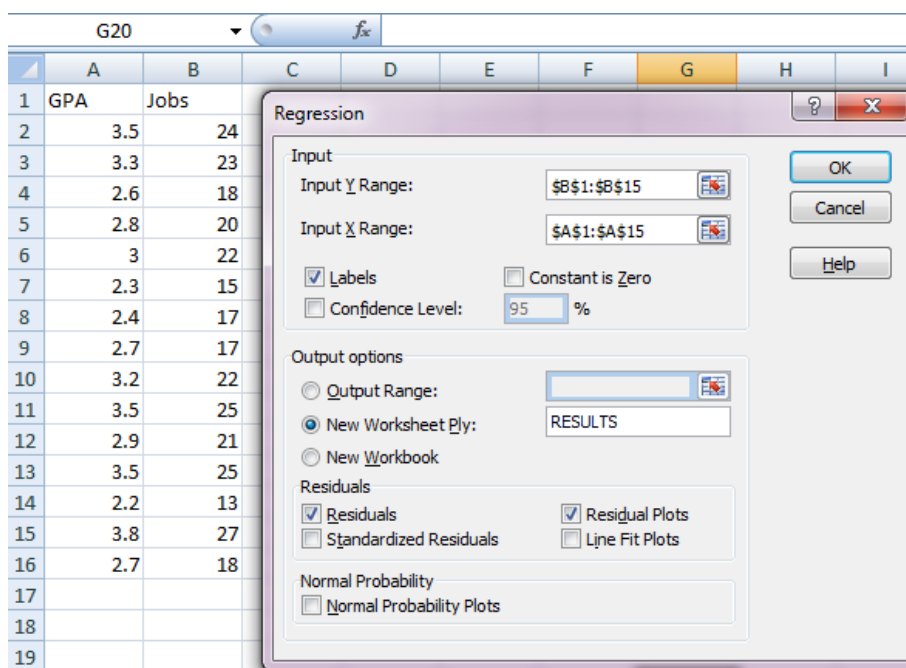 G20 fx
A B C D E F G H I
1 GPA Jobs
2 3.5 24
3 3.3 23
4 2.6 18
5 2.8 20
6 3 22
7 2.3 15
8 2.4 17
9 2.7 17
10 3.2 22
11 3.5 25
12 2.9 21
13 3.5 25
14 2.2 13
15 3.8 27
16 2.7 18
17
18
19
Regression ? X
Input
Input Y Range: $B$1:$B$15
Input X Range: $A$1:$A$15
Labels Constant is Zero
Confidence Level: 95 %
OK
Cancel
Help
Output options
Output Range:
New Worksheet Ply: RESULTS
New Workbook
Residuals
Residuals Residual Plots
Standardized Residuals Line Fit Plots
Normal Probability
Normal Probability Plots